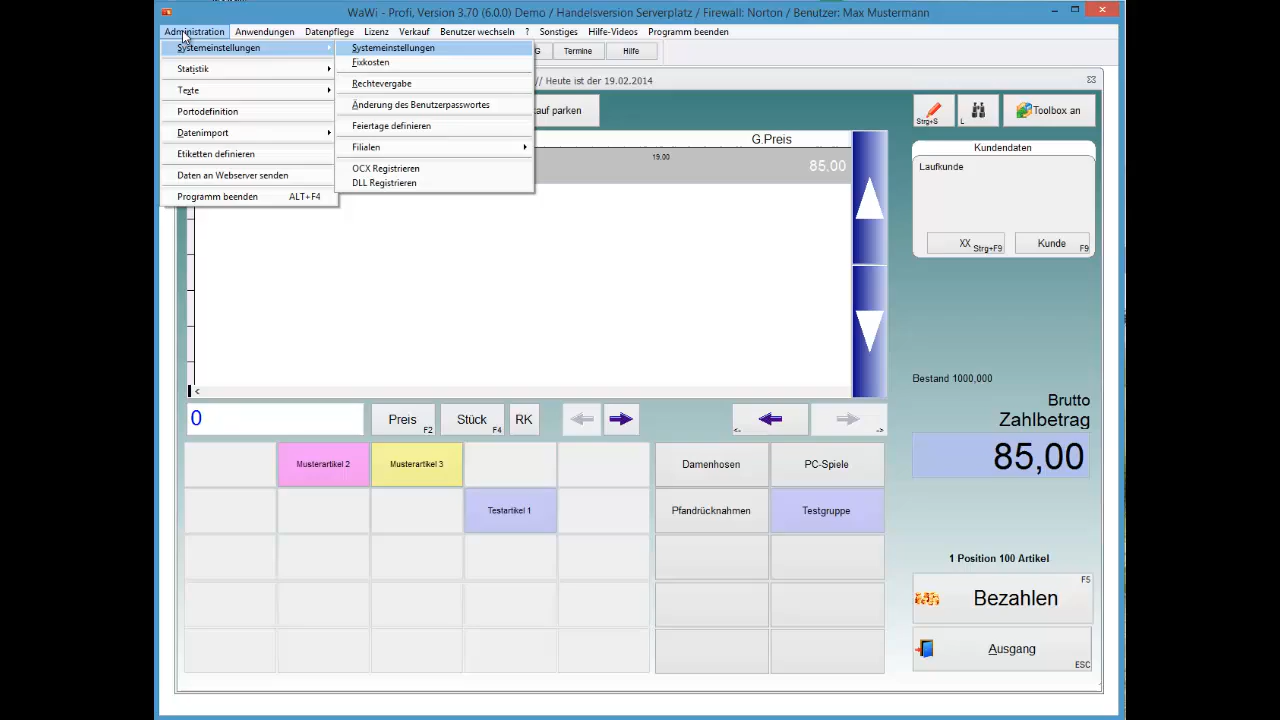 WaWi - Profi, Version 3.70 (6.0.0) Demo / Handelsversion Serverplatz / Firewall: Norton / Benutzer: Max Mustermann
Administration Anwendungen Datenpflege Lizenz Verkauf Benutzer wechseln ? Sonstiges Hilfe-Videos Programm beenden
Systemeinstellungen
Statistik
Texte
Portodefinition
Datenimport
Etiketten definieren
Daten an Webserver senden
Programm beenden ALT+F4
Systemeinstellungen
Fixkosten
Rechtevergabe
Änderung des Benutzerpasswortes
Feiertage definieren
Filialen
OCX Registrieren
DLL Registrieren
G Termine Hilfe
// Heute ist der 19.02.2014
auf parken
Strg+S
L
Toolbox an
G.Preis
19.00
85,00
Kundendaten
Laufkunde
XX Strg+F9
Kunde F9
<
Bestand 1000,000
Brutto
Zahlbetrag
85,00
0
Preis F2
Stück F4
RK
<-
->
Musterartikel 2
Musterartikel 3
Testartikel 1
Damenhosen
PC-Spiele
Pfandrücknahmen
Testgruppe
1 Position 100 Artikel
F5
Bezahlen
Ausgang
ESC